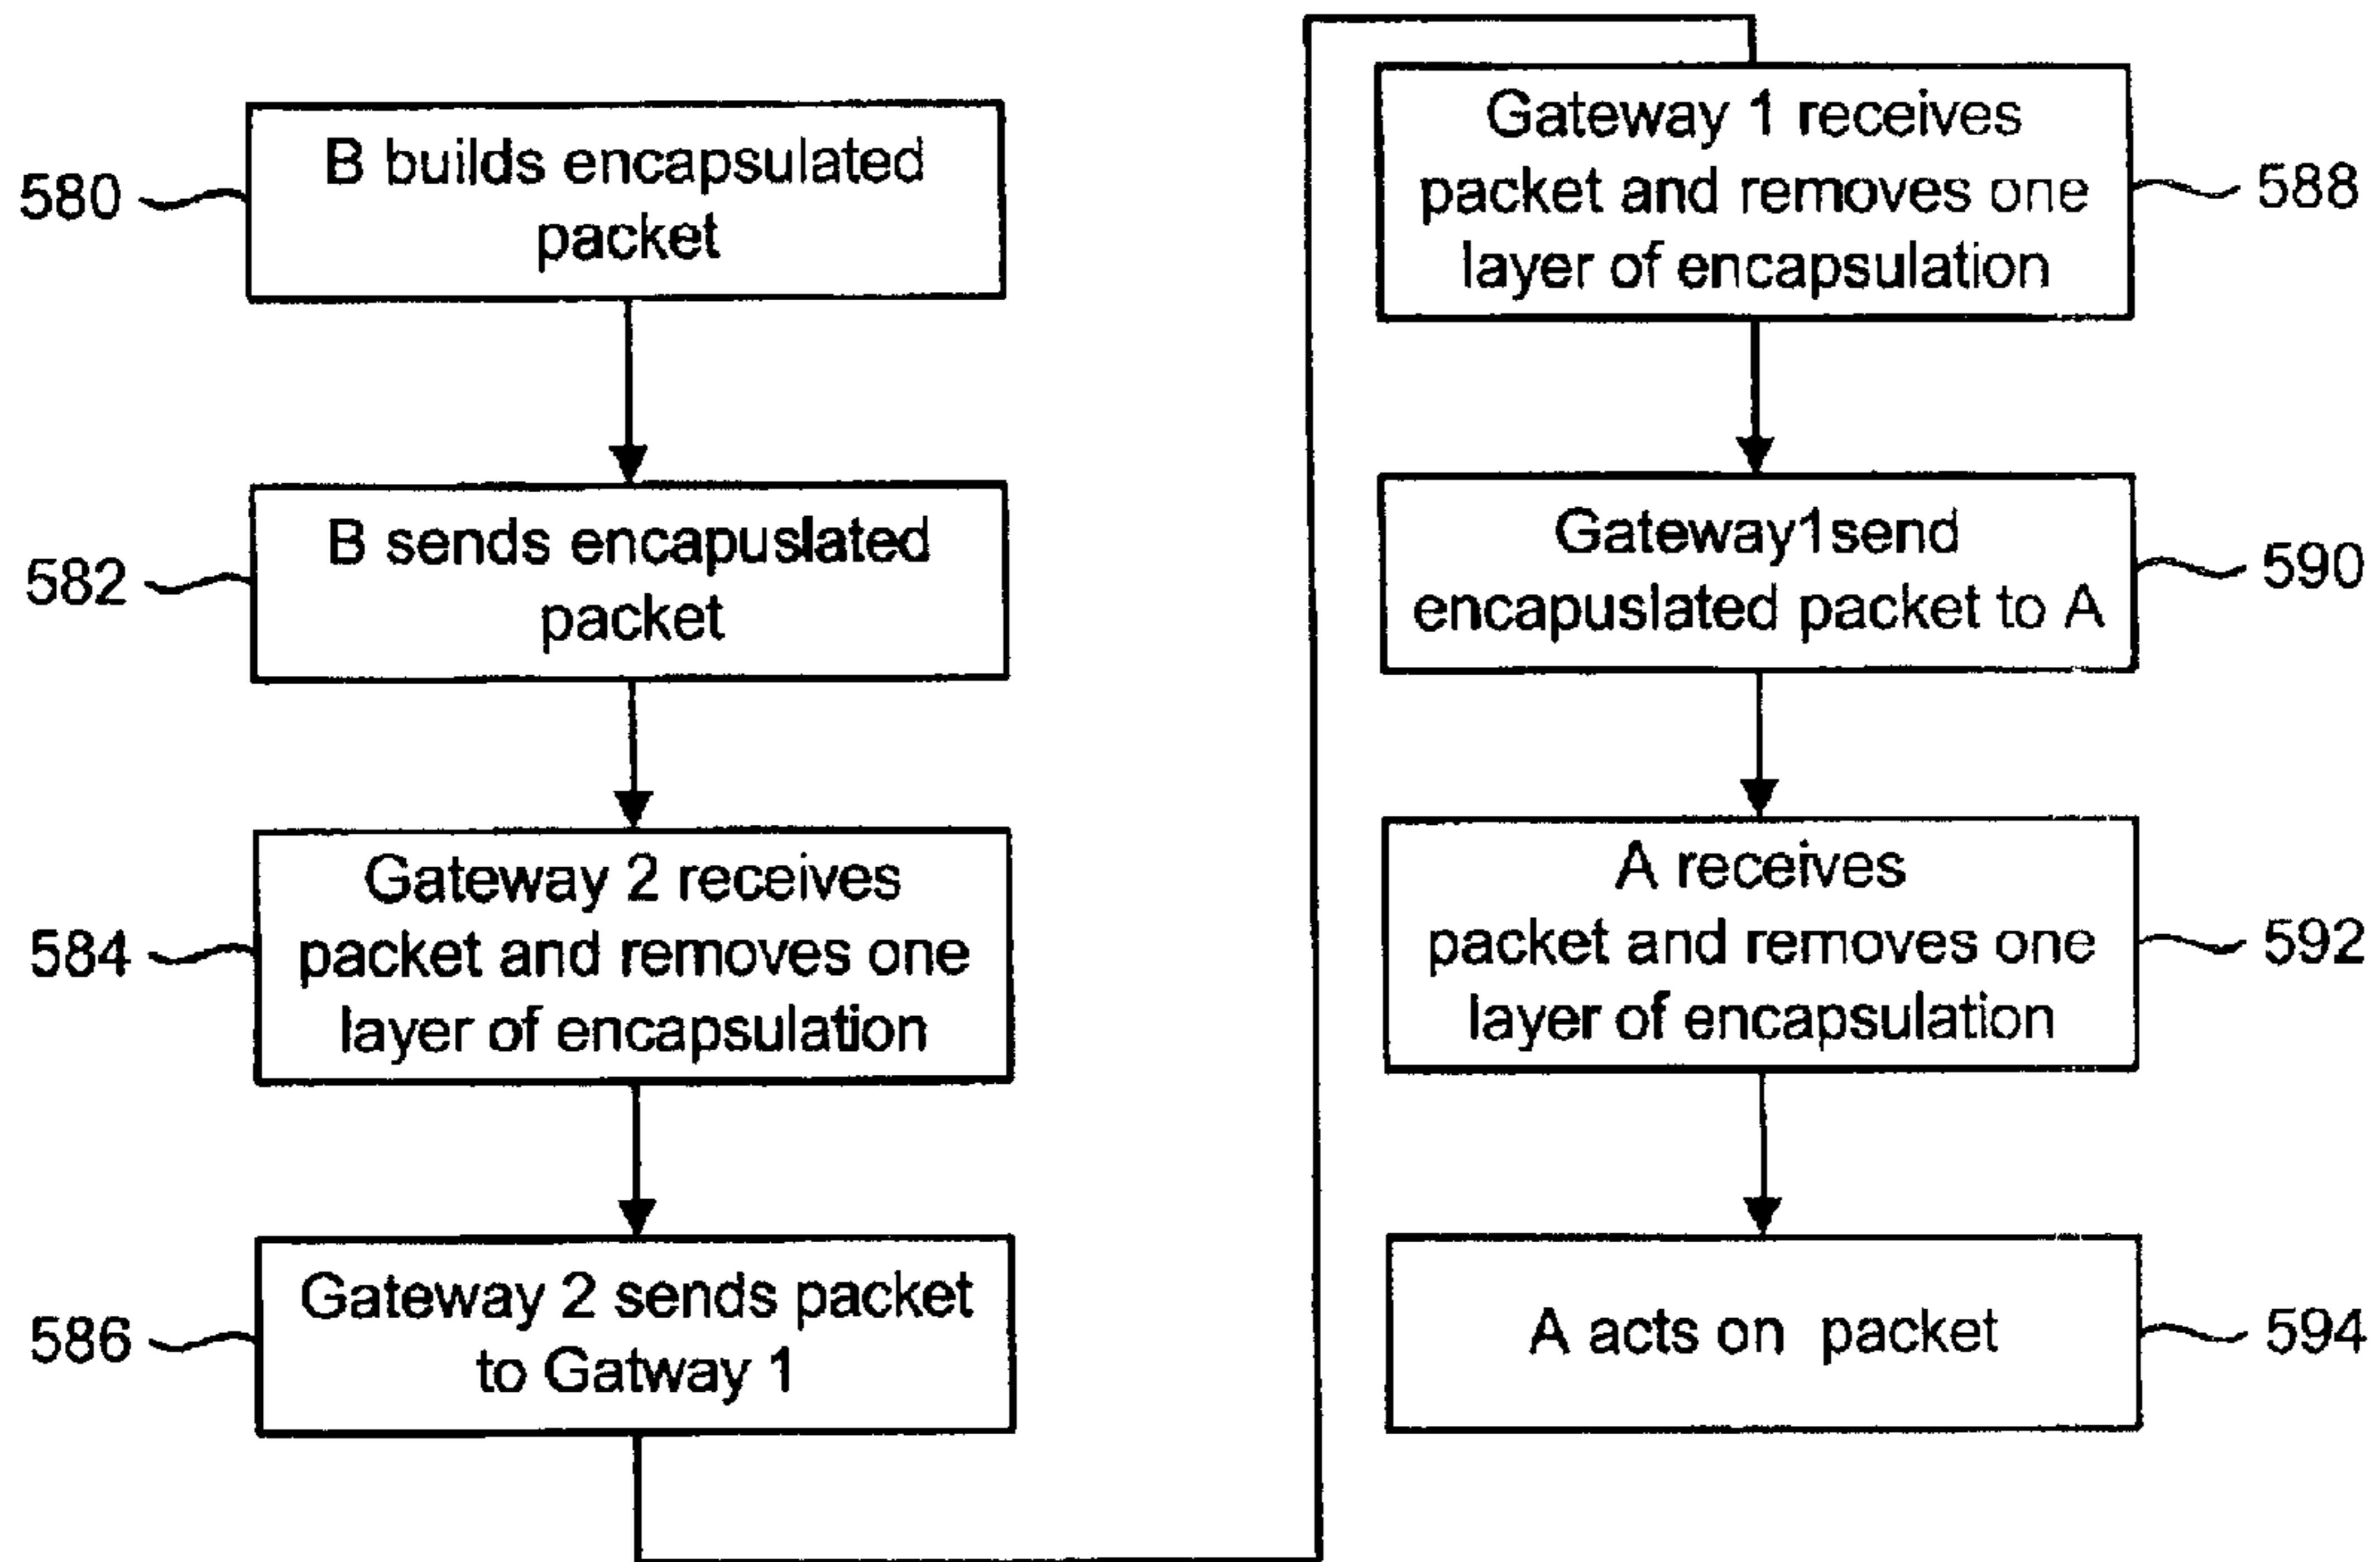 580
B builds encapsulated
packet
582
B sends encapuslated
packet
584
Gateway 2 receives
packet and removes one
layer of encapsulation
586
Gateway 2 sends packet
to Gatway 1
Gateway 1 receives
packet and removes one
layer of encapsulation
588
Gateway1send
encapuslated packet to A
590
A receives
packet and removes one
layer of encapsulation
592
A acts on packet
594